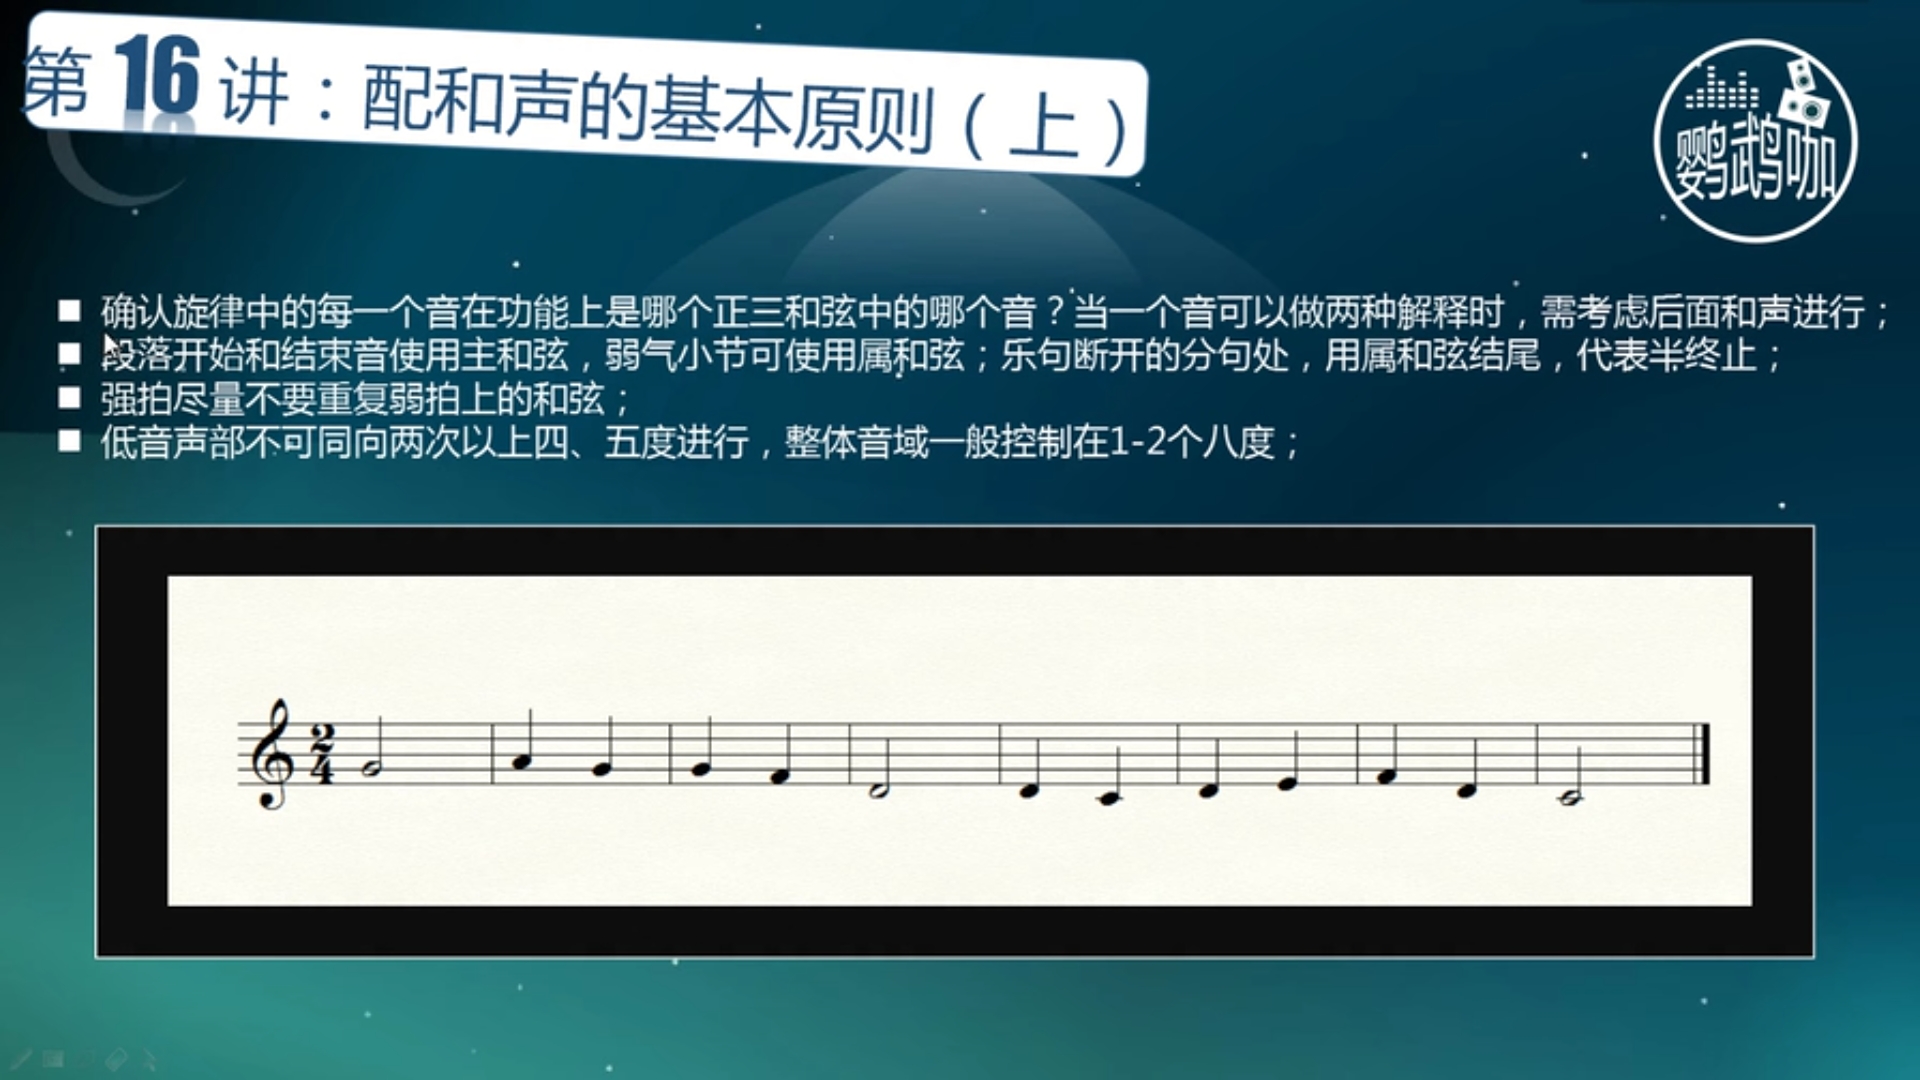 第16讲：配和声的基本原则（上）
鹦鹉咖
确认旋律中的每一个音在功能上是哪个正三和弦中的哪个音？当一个音可以做两种解释时，需考虑后面和声进行；
段落开始和结束音使用主和弦，弱气小节可使用属和弦；乐句断开的分句处，用属和弦结尾，代表半终止；
强拍尽量不要重复弱拍上的和弦；
低音声部不可同向两次以上四、五度进行，整体音域一般控制在1-2个八度；
2
4